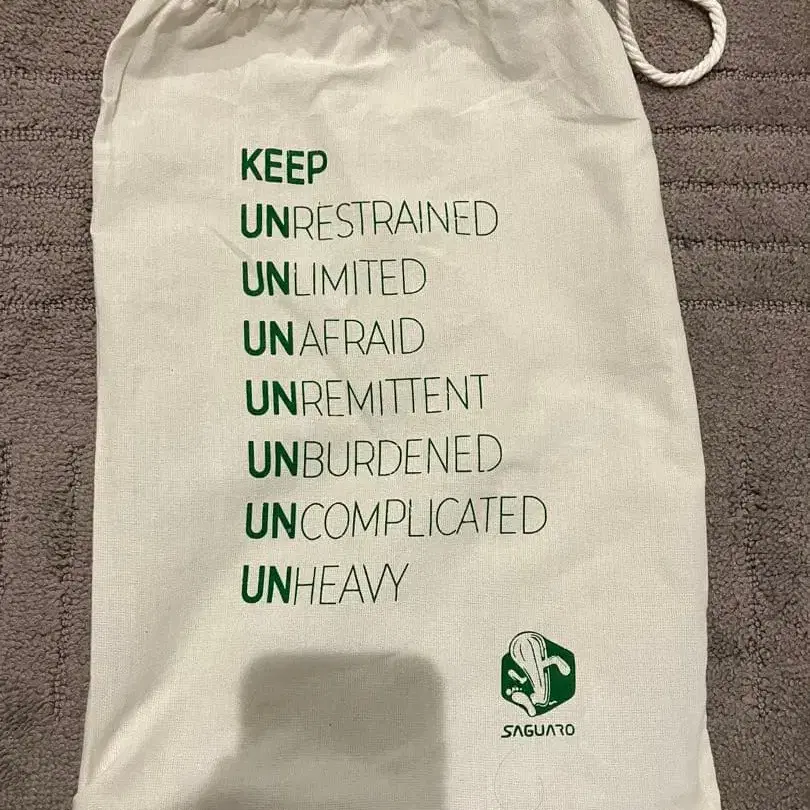 KEEP
UNRESTRAINED
UNLIMITED
UNAFRAID
UNREMITTENT
UNBURDENED
UNCOMPLICATED
UNHEAVY
SAGUARO